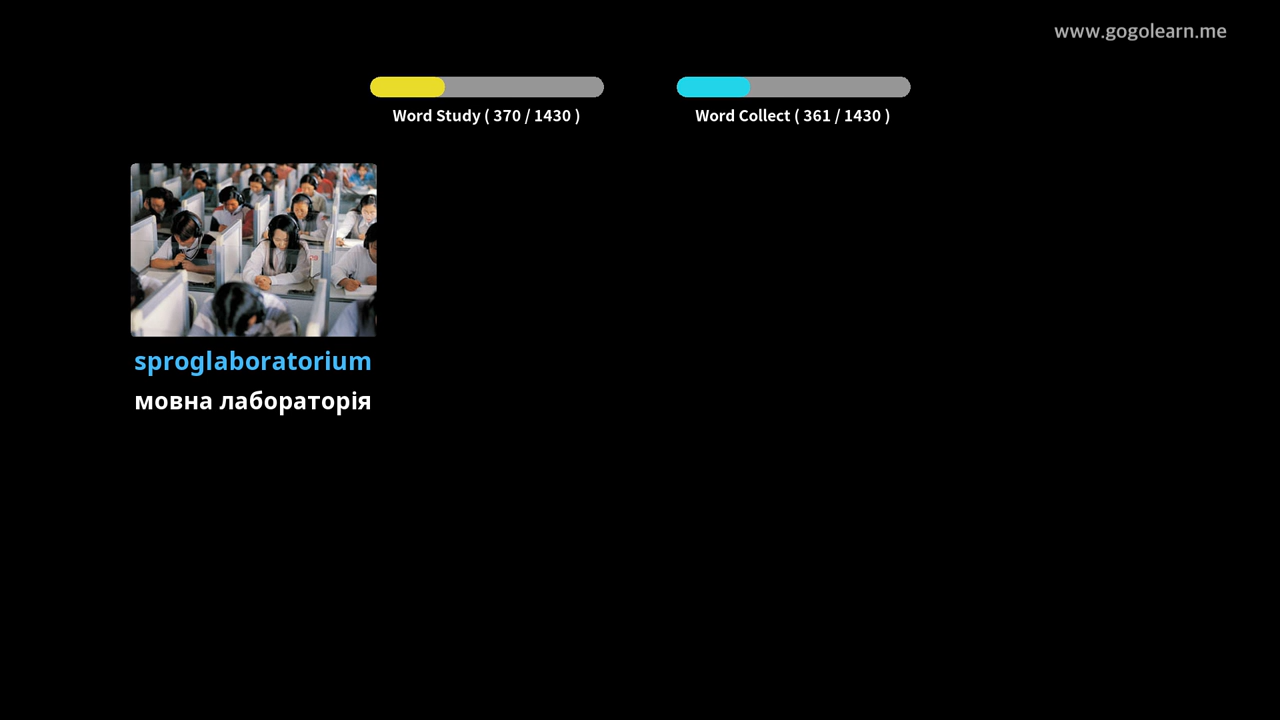 www.gogolearn.me
Word Study ( 370 / 1430 )
Word Collect ( 361 / 1430 )
sproglaboratorium
мовна лабораторія